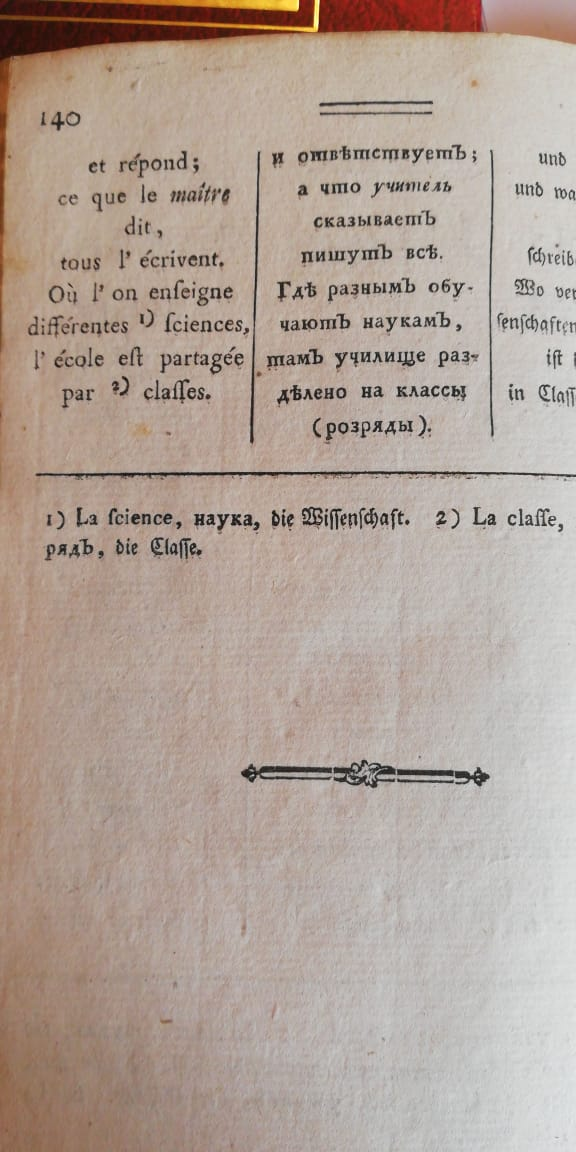 140
et répond;
ce que le maître
dit,
tous l' écrivent.
Où l' on enſeigne
différentes 1) ſciences,
l' école eſt partagée
par 2) claſſes.
и отвѣтствуетЪ;
а что учитель
сказываетЪ
пишутЪ всѣ.
Гдѣ разнымЪ обу-
чаютЪ наукамЪ,
тамЪ училище раз-
дѣлено на классы
(розряды).
und
und
ſchreib
Wo
ſenſchaften
iſt
in Claſſ
1) La ſcience, наука, die Wiſſenſchaft. 2) La claſſe,
рядЪ, die Claſſe.